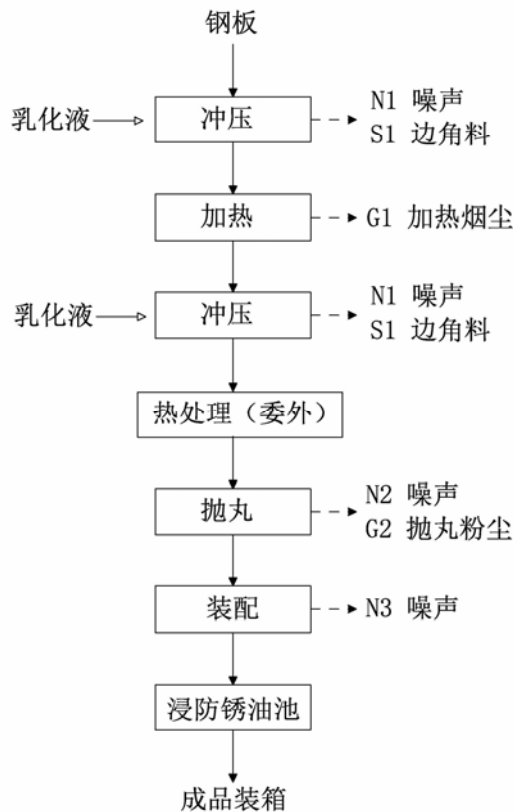 钢板
乳化液
冲压
N1 噪声
S1 边角料
加热
G1 加热烟尘
乳化液
冲压
N1 噪声
S1 边角料
热处理（委外）
抛丸
N2 噪声
G2 抛丸粉尘
装配
N3 噪声
浸防锈油池
成品装箱